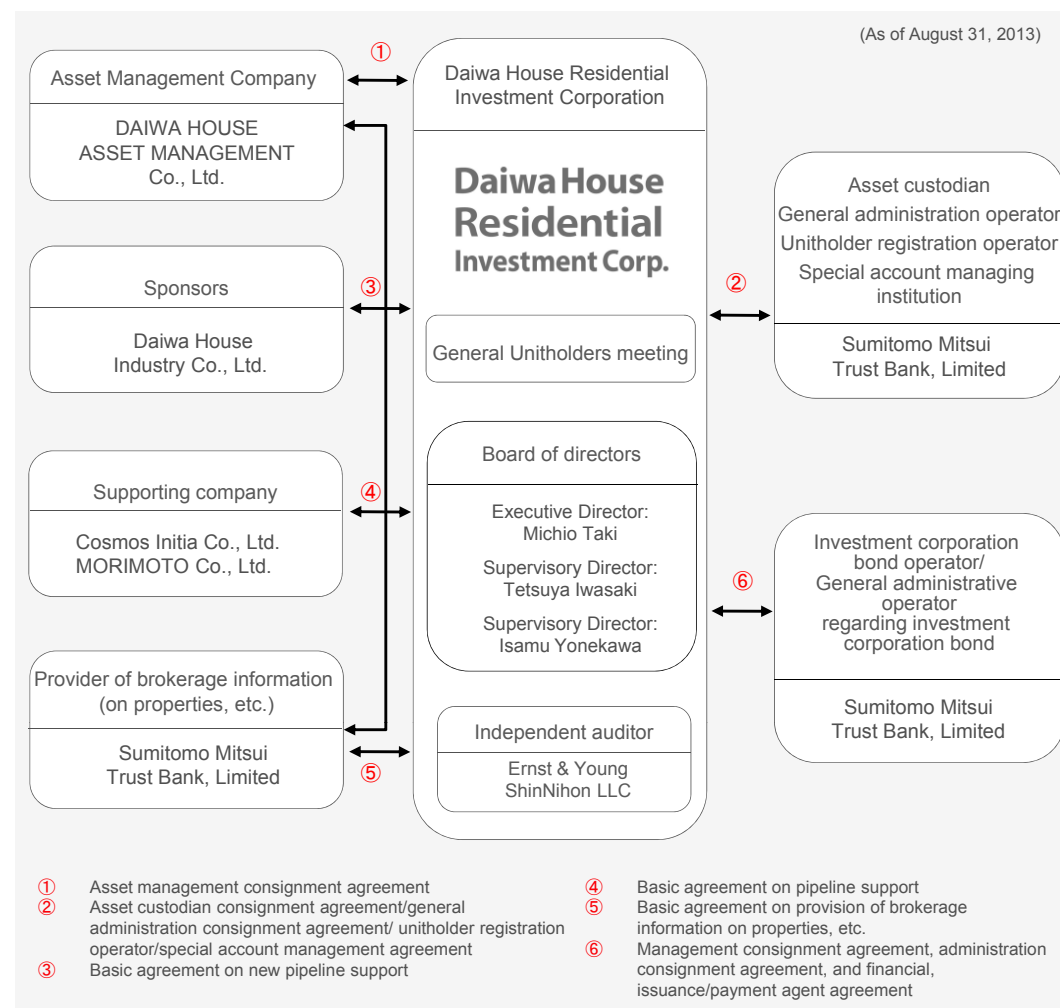 (As of August 31, 2013)
①
Asset Management Company
DAIWA HOUSE
ASSET MANAGEMENT
Co., Ltd.
Daiwa House Residential
Investment Corporation
Daiwa House
Residential
Investment Corp.
Asset custodian
General administration operator
Unitholder registration operator
Special account managing
institution
Sumitomo Mitsui
Trust Bank, Limited
②
Sponsors
Daiwa House
Industry Co., Ltd.
③
General Unitholders meeting
Supporting company
Cosmos Initia Co., Ltd.
MORIMOTO Co., Ltd.
④
Board of directors
Executive Director:
Michio Taki
Supervisory Director:
Tetsuya Iwasaki
Supervisory Director:
Isamu Yonekawa
⑥
Investment corporation
bond operator/
General administrative
operator
regarding investment
corporation bond
Sumitomo Mitsui
Trust Bank, Limited
Provider of brokerage information
(on properties, etc.)
Sumitomo Mitsui
Trust Bank, Limited
⑤
Independent auditor
Ernst & Young
ShinNihon LLC
① Asset management consignment agreement
② Asset custodian consignment agreement/general
administration consignment agreement/ unitholder registration
operator/special account management agreement
③ Basic agreement on new pipeline support
④ Basic agreement on pipeline support
⑤ Basic agreement on provision of brokerage
information on properties, etc.
⑥ Management consignment agreement, administration
consignment agreement, and financial,
issuance/payment agent agreement